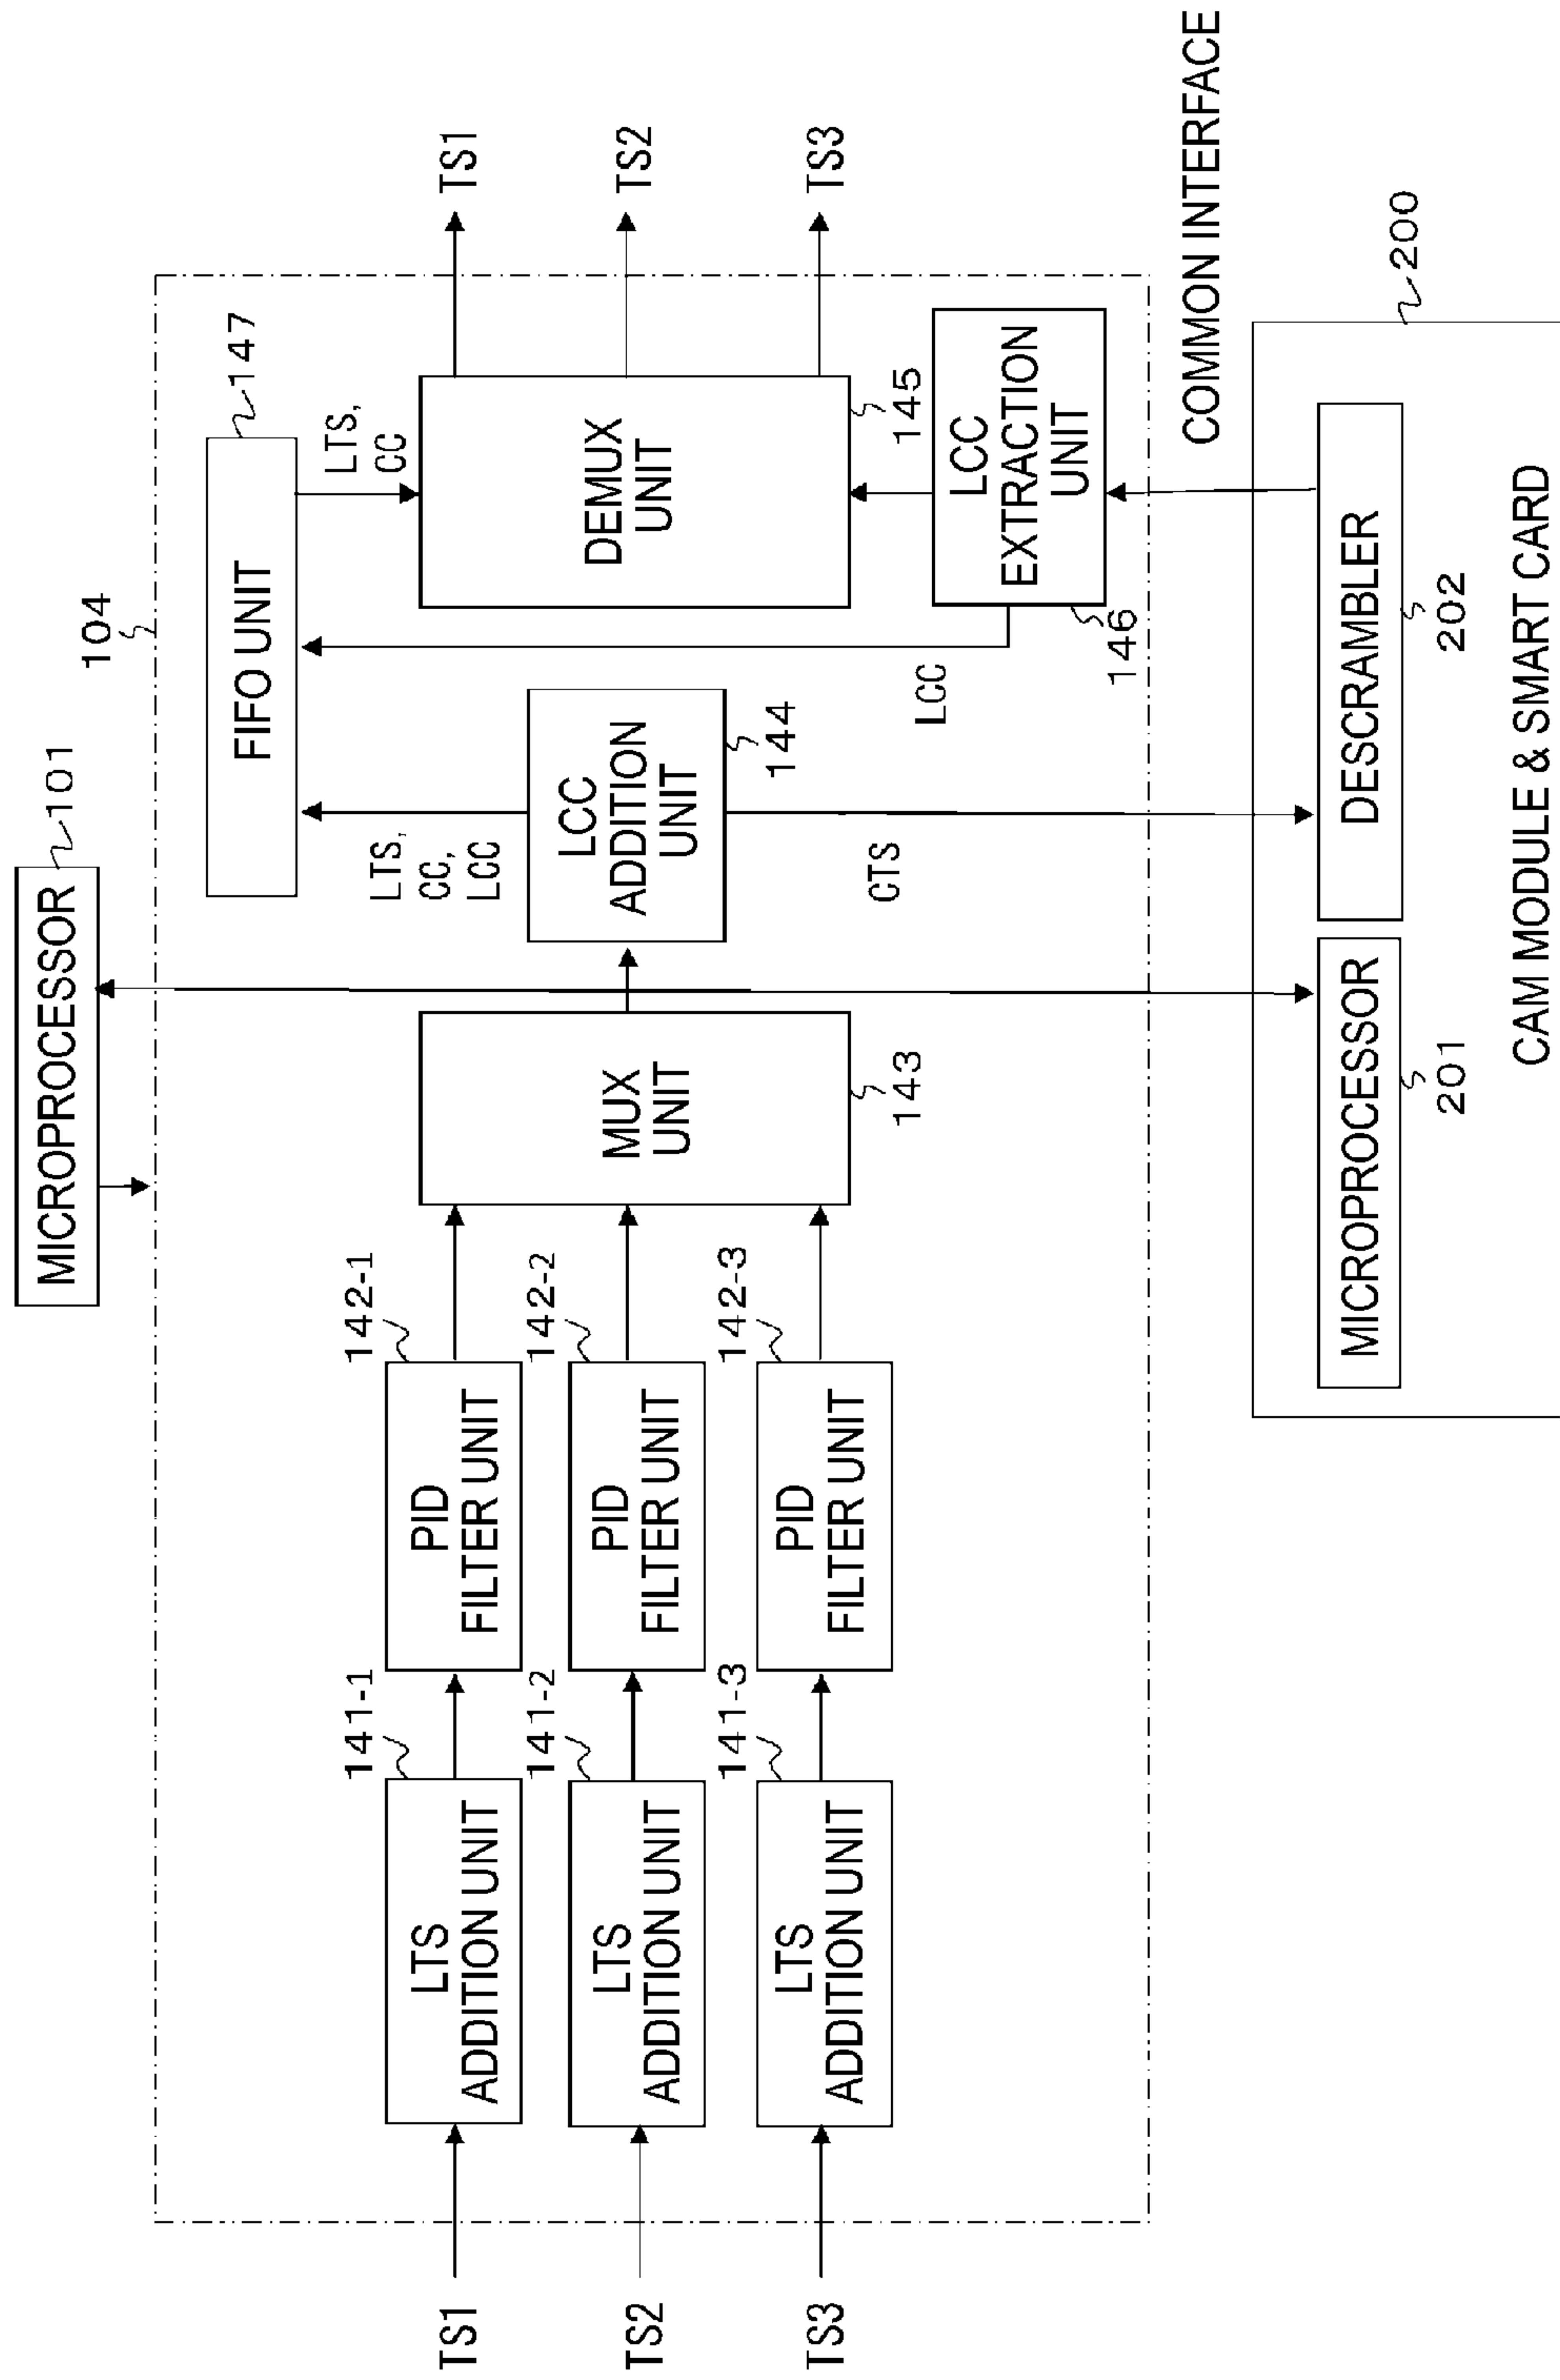 MICROPROCESSOR
101
104
FIFO UNIT
147
TS1
TS2
TS3
LTS
ADDITION UNIT
141-1
PID
FILTER UNIT
142-1
LTS
ADDITION UNIT
141-2
PID
FILTER UNIT
142-2
LTS
ADDITION UNIT
141-3
PID
FILTER UNIT
142-3
MUX
UNIT
143
LTS,
CC,
LCC
LCC
ADDITION
UNIT
144
CTS
LTS,
CC
DEMUX
UNIT
145
LCC
LCC
EXTRACTION
UNIT
146
TS1
TS2
TS3
COMMON INTERFACE
200
MICROPROCESSOR
201
DESCRAMBLER
202
CAM MODULE & SMART CARD